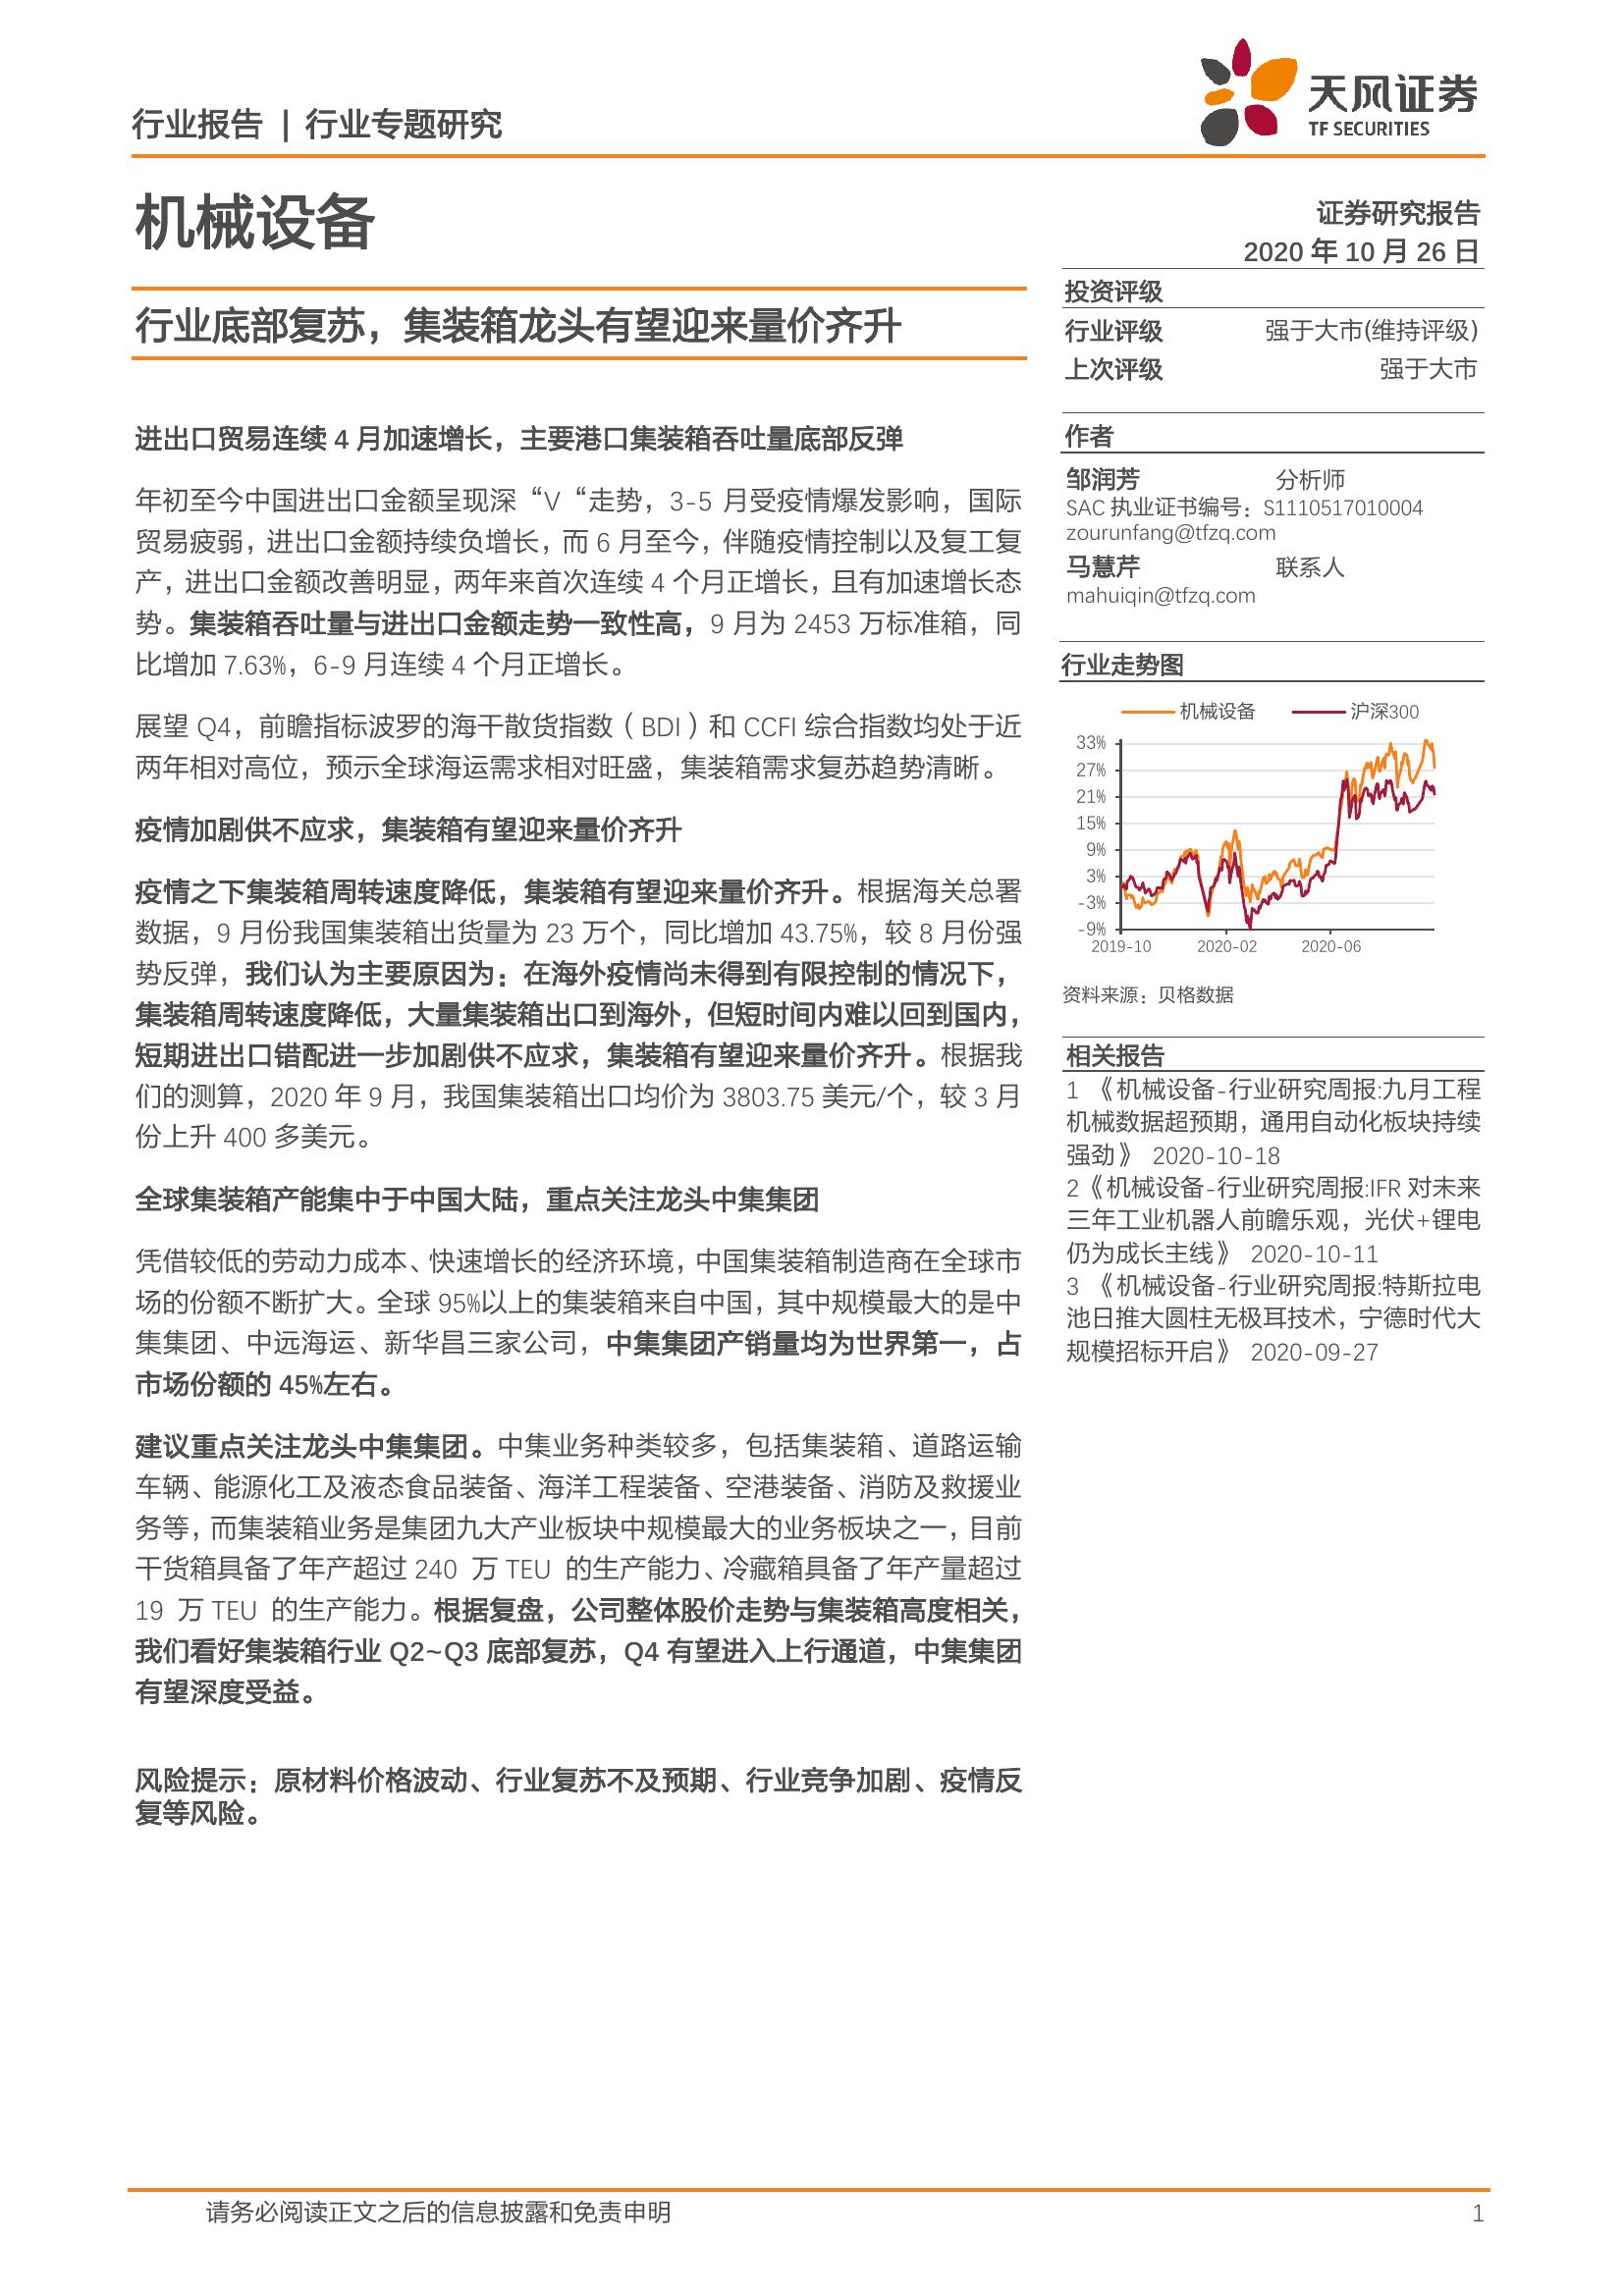 行业报告 | 行业专题研究
天风证券
TF SECURITIES
机械设备
证券研究报告
2020 年 10 月 26 日
行业底部复苏，集装箱龙头有望迎来量价齐升
进出口贸易连续 4 月加速增长，主要港口集装箱吞吐量底部反弹
年初至今中国进出口金额呈现深“V“走势，3-5 月受疫情爆发影响，国际
贸易疲弱，进出口金额持续负增长，而 6 月至今，伴随疫情控制以及复工复
产，进出口金额改善明显，两年来首次连续 4 个月正增长，且有加速增长态
势。集装箱吞吐量与进出口金额走势一致性高，9 月为 2453 万标准箱，同
比增加 7.63%，6-9 月连续 4 个月正增长。
展望 Q4，前瞻指标波罗的海干散货指数（BDI）和 CCFI 综合指数均处于近
两年相对高位，预示全球海运需求相对旺盛，集装箱需求复苏趋势清晰。
疫情加剧供不应求，集装箱有望迎来量价齐升
疫情之下集装箱周转速度降低，集装箱有望迎来量价齐升。根据海关总署
数据，9 月份我国集装箱出货量为 23 万个，同比增加 43.75%，较 8 月份强
势反弹，我们认为主要原因为：在海外疫情尚未得到有限控制的情况下，
集装箱周转速度降低，大量集装箱出口到海外，但短时间内难以回到国内，
短期进出口错配进一步加剧供不应求，集装箱有望迎来量价齐升。根据我
们的测算，2020 年 9 月，我国集装箱出口均价为 3803.75 美元/个，较 3 月
份上升 400 多美元。
全球集装箱产能集中于中国大陆，重点关注龙头中集集团
凭借较低的劳动力成本、快速增长的经济环境，中国集装箱制造商在全球市
场的份额不断扩大。全球 95%以上的集装箱来自中国，其中规模最大的是中
集集团、中远海运、新华昌三家公司，中集集团产销量均为世界第一，占
市场份额的 45%左右。
建议重点关注龙头中集集团。中集业务种类较多，包括集装箱、道路运输
车辆、能源化工及液态食品装备、海洋工程装备、空港装备、消防及救援业
务等，而集装箱业务是集团九大产业板块中规模最大的业务板块之一，目前
干货箱具备了年产超过 240 万 TEU 的生产能力、冷藏箱具备了年产量超过
19 万 TEU 的生产能力。根据复盘，公司整体股价走势与集装箱高度相关，
我们看好集装箱行业 Q2~Q3 底部复苏，Q4 有望进入上行通道，中集集团
有望深度受益。
风险提示：原材料价格波动、行业复苏不及预期、行业竞争加剧、疫情反
复等风险。
投资评级
行业评级 强于大市(维持评级)
上次评级 强于大市
作者
邹润芳 分析师
SAC 执业证书编号：S1110517010004
zourunfang@tfzq.com
马慧芹 联系人
mahuiqin@tfzq.com
行业走势图
机械设备 沪深300
33%
27%
21%
15%
9%
3%
-3%
-9%
2019-10 2020-02 2020-06
资料来源：贝格数据
相关报告
1 《机械设备-行业研究周报:九月工程
机械数据超预期，通用自动化板块持续
强劲》 2020-10-18
2《机械设备-行业研究周报:IFR 对未来
三年工业机器人前瞻乐观，光伏+锂电
仍为成长主线》 2020-10-11
3 《机械设备-行业研究周报:特斯拉电
池日推大圆柱无极耳技术，宁德时代大
规模招标开启》 2020-09-27
请务必阅读正文之后的信息披露和免责申明 1